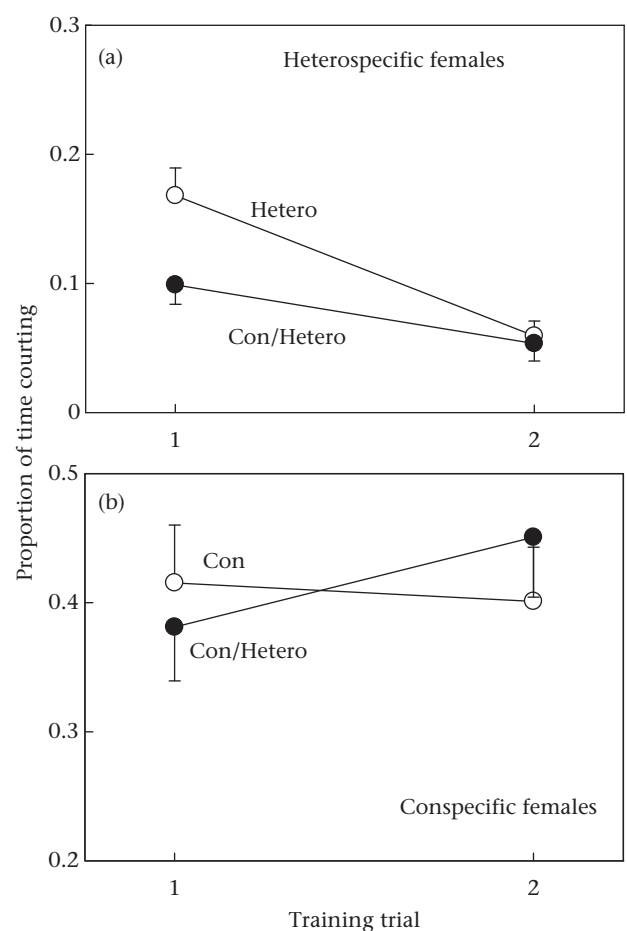 0.3
(a)
Heterospecific females
0.2
Hetero
0.1
Con/Hetero
0
1
2
Proportion of time courting
0.5
(b)
Con
0.4
Con/Hetero
0.3
Conspecific females
0.2
1
2
Training trial